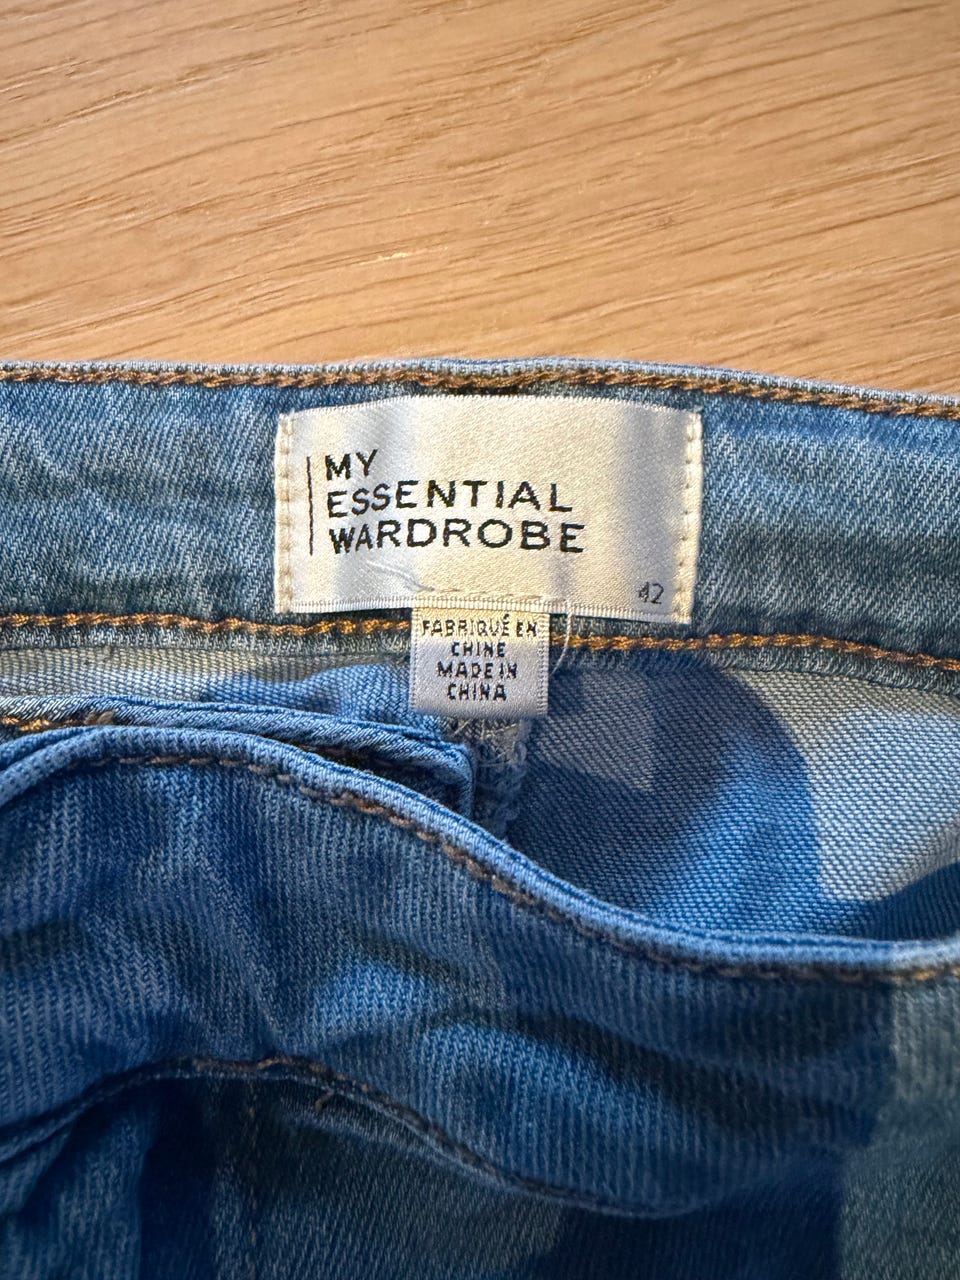 MY
ESSENTIAL
WARDROBE
42
FABRIQUÉ EN
CHINE
MADE IN
CHINA